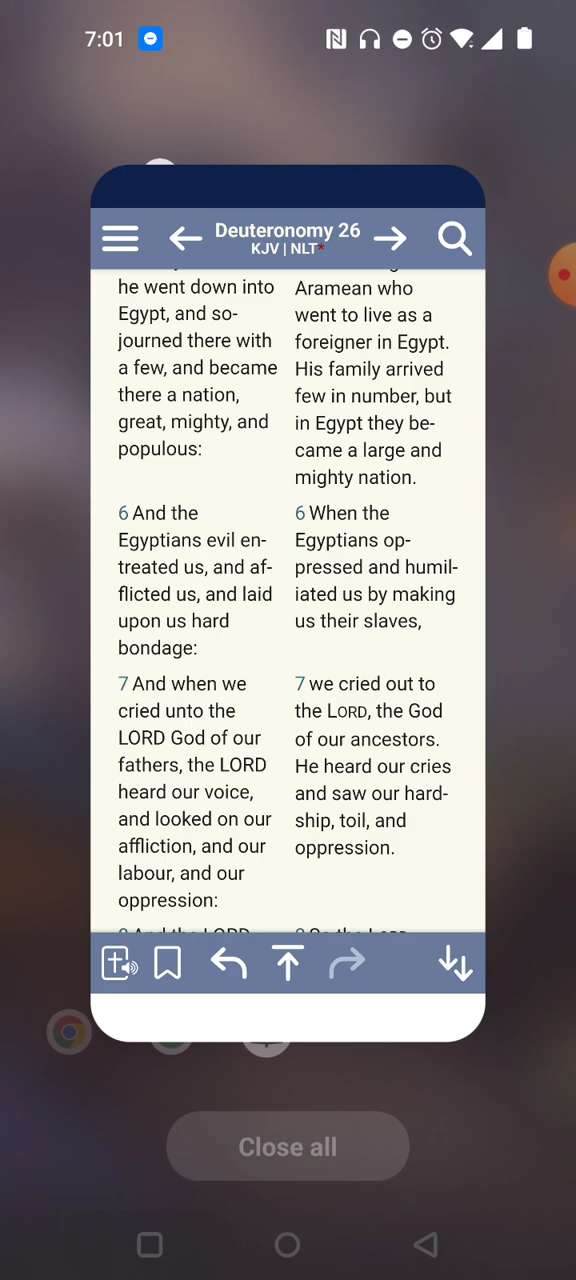 7:01
Deuteronomy 26
KJV | NLT*
he went down into
Egypt, and so-
journed there with
a few, and became
there a nation,
great, mighty, and
populous:
6 And the
Egyptians evil en-
treated us, and af-
flicted us, and laid
upon us hard
bondage:
7 And when we
cried unto the
LORD God of our
fathers, the LORD
heard our voice,
and looked on our
affliction, and our
labour, and our
oppression:
Aramean who
went to live as a
foreigner in Egypt.
His family arrived
few in number, but
in Egypt they be-
came a large and
mighty nation.
6 When the
Egyptians op-
pressed and humil-
iated us by making
us their slaves,
7 we cried out to
the LORD, the God
of our ancestors.
He heard our cries
and saw our hard-
ship, toil, and
oppression.
Close all